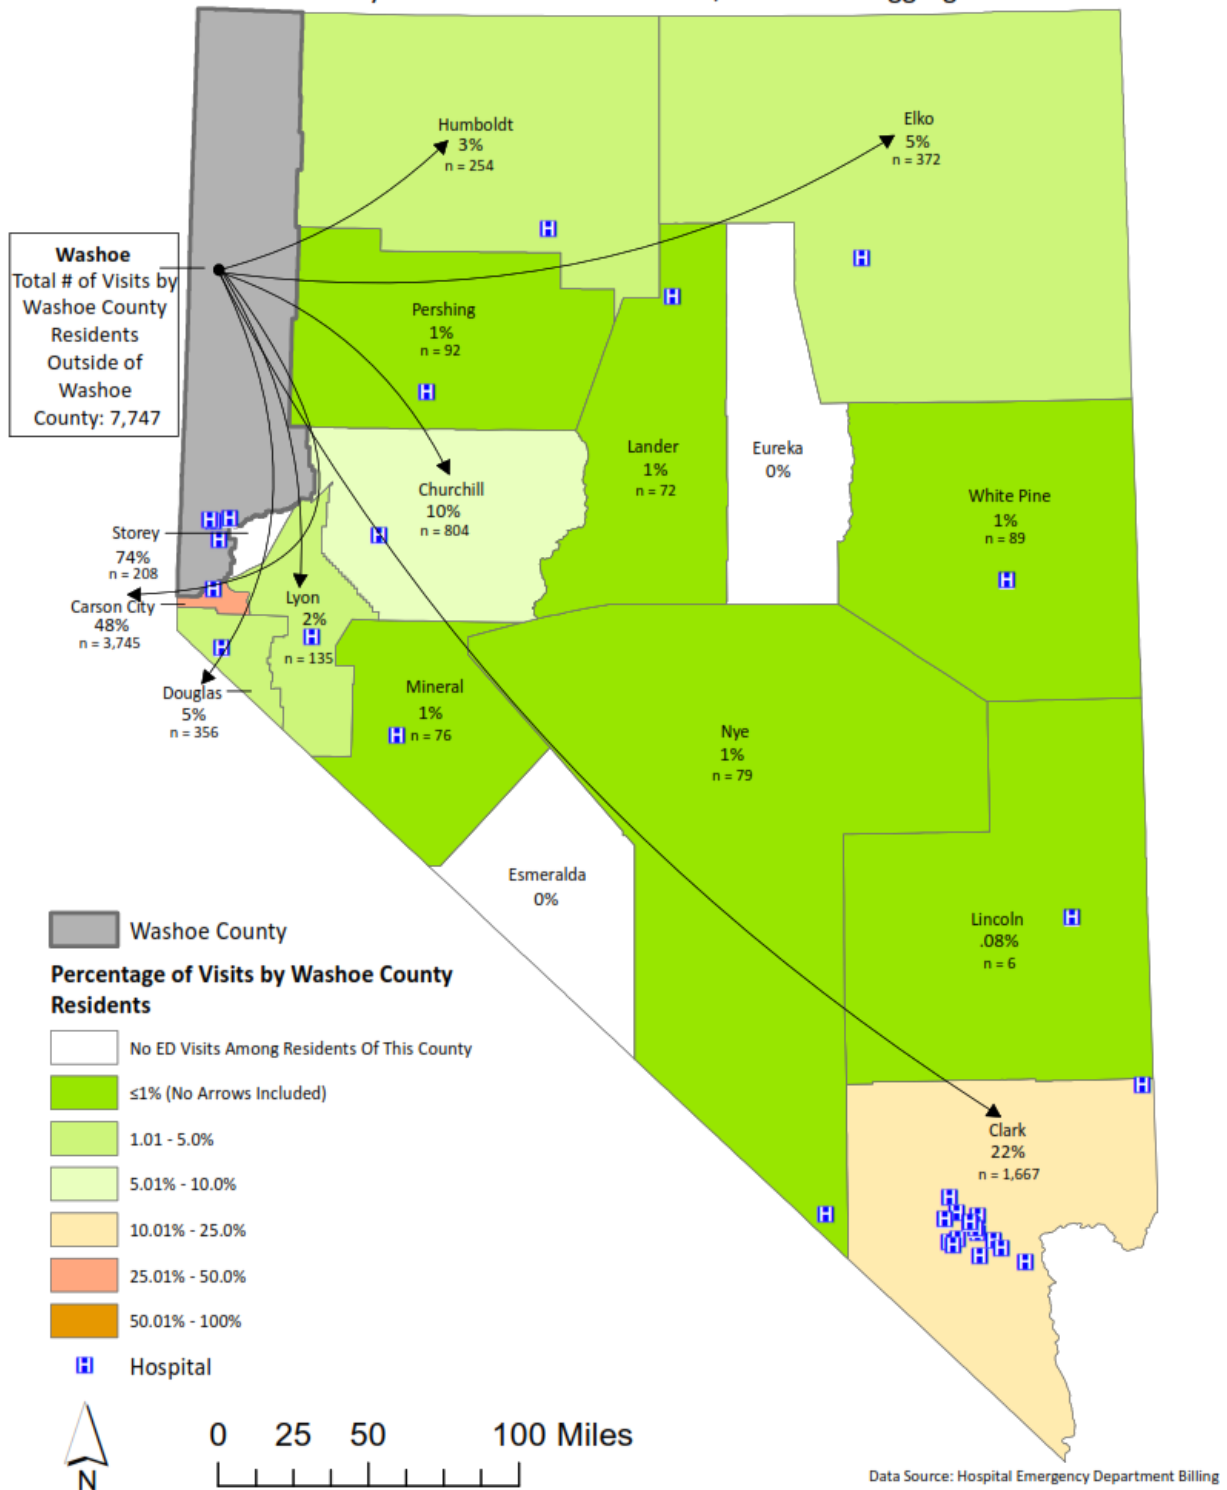 Humboldt
3%
n = 254
Elko
5%
n = 372
Washoe
Total # of Visits by
Washoe County
Residents
Outside of
Washoe
County: 7,747
Pershing
1%
n = 92
Lander
1%
n = 72
Eureka
0%
White Pine
1%
n = 89
Churchill
10%
n = 804
Storey
74%
n = 208
Carson City
48%
n = 3,745
Lyon
2%
n = 135
Douglas
5%
n = 356
Mineral
1%
n = 76
Nye
1%
n = 79
Esmeralda
0%
Lincoln
.08%
n = 6
Clark
22%
n = 1,667
Washoe County
Percentage of Visits by Washoe County
Residents
No ED Visits Among Residents Of This County
≤1% (No Arrows Included)
1.01 - 5.0%
5.01% - 10.0%
10.01% - 25.0%
25.01% - 50.0%
50.01% - 100%
H Hospital
0 25 50 100 Miles
N
Data Source: Hospital Emergency Department Billing